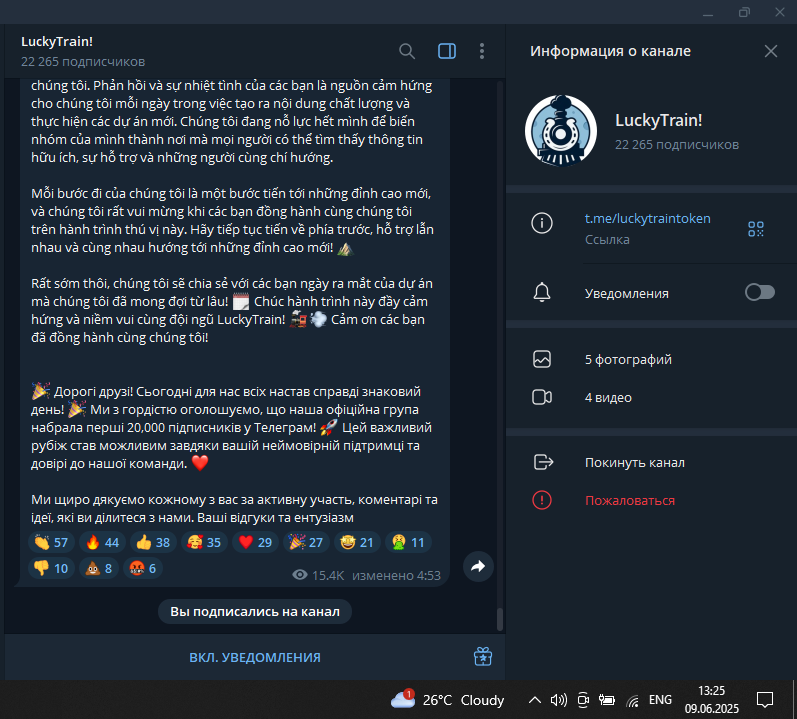 LuckyTrain!
22 265 подписчиков
chúng tôi. Phản hồi và sự nhiệt tình của các bạn là nguồn cảm hứng
cho chúng tôi mỗi ngày trong việc tạo ra nội dung chất lượng và
thực hiện các dự án mới. Chúng tôi đang nỗ lực hết mình để biến
nhóm của mình thành nơi mà mọi người có thể tìm thấy thông tin
hữu ích, sự hỗ trợ và những người cùng chí hướng.
Mỗi bước đi của chúng tôi là một bước tiến tới những đỉnh cao mới,
và chúng tôi rất vui mừng khi các bạn đồng hành cùng chúng tôi
trên hành trình thú vị này. Hãy tiếp tục tiến về phía trước, hỗ trợ lẫn
nhau và cùng nhau hướng tới những đỉnh cao mới! ⛰️
Rất sớm thôi, chúng tôi sẽ chia sẻ với các bạn ngày ra mắt của dự án
mà chúng tôi đã mong đợi từ lâu! 🗓️ Chúc hành trình này đầy cảm
hứng và niềm vui cùng đội ngũ LuckyTrain! 🚂💨 Cảm ơn các bạn
đã đồng hành cùng chúng tôi!
🎉 Дорогі друзі! Сьогодні для нас всіх настав справді знаковий
день! 🎉 Ми з гордістю оголошуємо, що наша офіційна група
набрала перші 20,000 підписників у Телеграм! 🚀 Цей важливий
рубіж став можливим завдяки вашій неймовірній підтримці та
довірі до нашої команди. ❤️
Ми щиро дякуємо кожному з вас за активну участь, коментарі та
ідеї, які ви ділитеся з нами. Ваші відгуки та ентузіазм
👏 57 🔥 44 👍 38 🥰 35 ❤️ 29 🎉 27 🤩 21 🤮 11
👎 10 💩 8 🤬 6
15.4K изменено 4:53
Вы подписались на канал
ВКЛ. УВЕДОМЛЕНИЯ
Информация о канале
LuckyTrain!
22 265 подписчиков
t.me/luckytraintoken
Ссылка
Уведомления
5 фотографий
4 видео
Покинуть канал
Пожаловаться
1
26°C Cloudy
ENG
13:25
09.06.2025